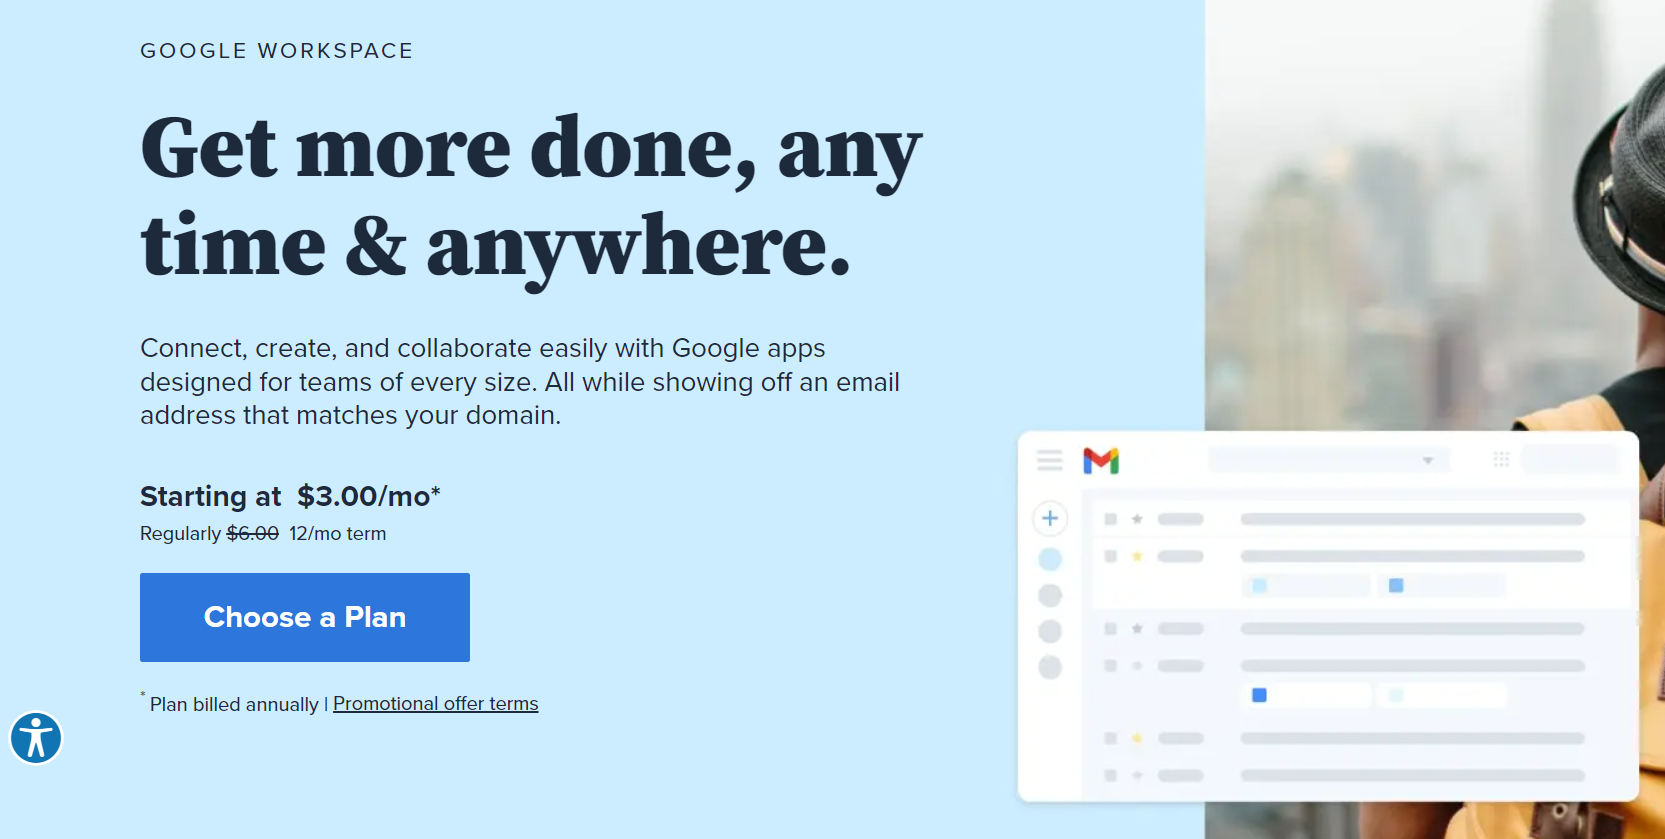 GOOGLE WORKSPACE
Get more done, any
time & anywhere.
Connect, create, and collaborate easily with Google apps
designed for teams of every size. All while showing off an email
address that matches your domain.
Starting at $3.00/mo*
Regularly $6.00 12/mo term
Choose a Plan
* Plan billed annually | Promotional offer terms